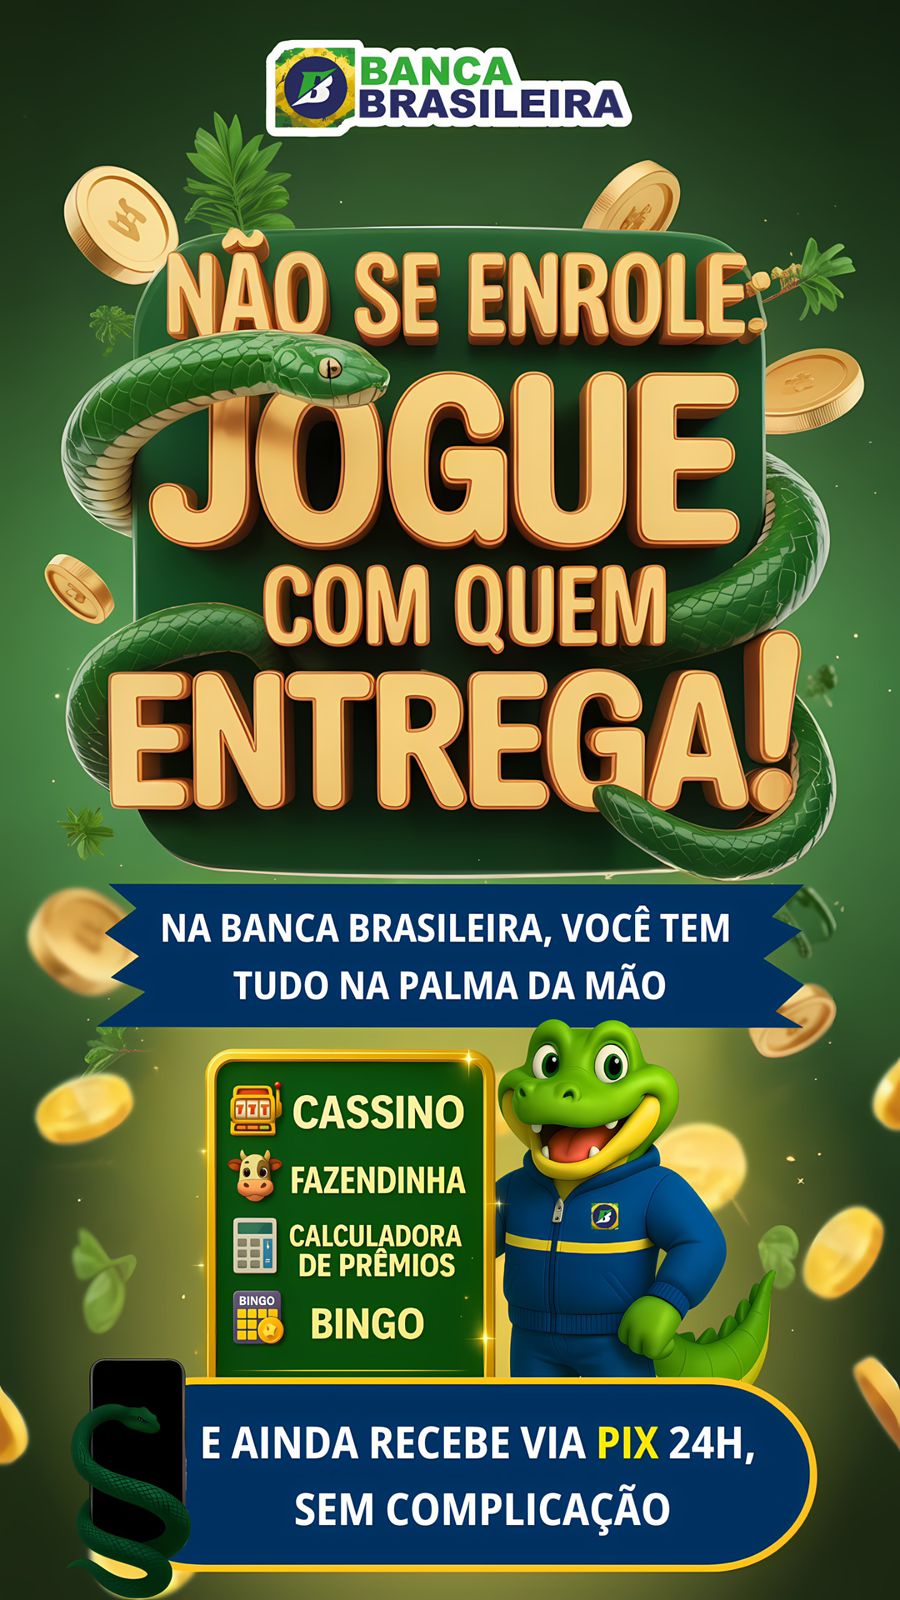 BANCA
BRASILEIRA
NÃO SE ENROLE:
JOGUE
COM QUEM
ENTREGA!
NA BANCA BRASILEIRA, VOCÊ TEM
TUDO NA PALMA DA MÃO
777
CASSINO
FAZENDINHA
CALCULADORA
DE PRÊMIOS
BINGO
BINGO
E AINDA RECEBE VIA PIX 24H,
SEM COMPLICAÇÃO